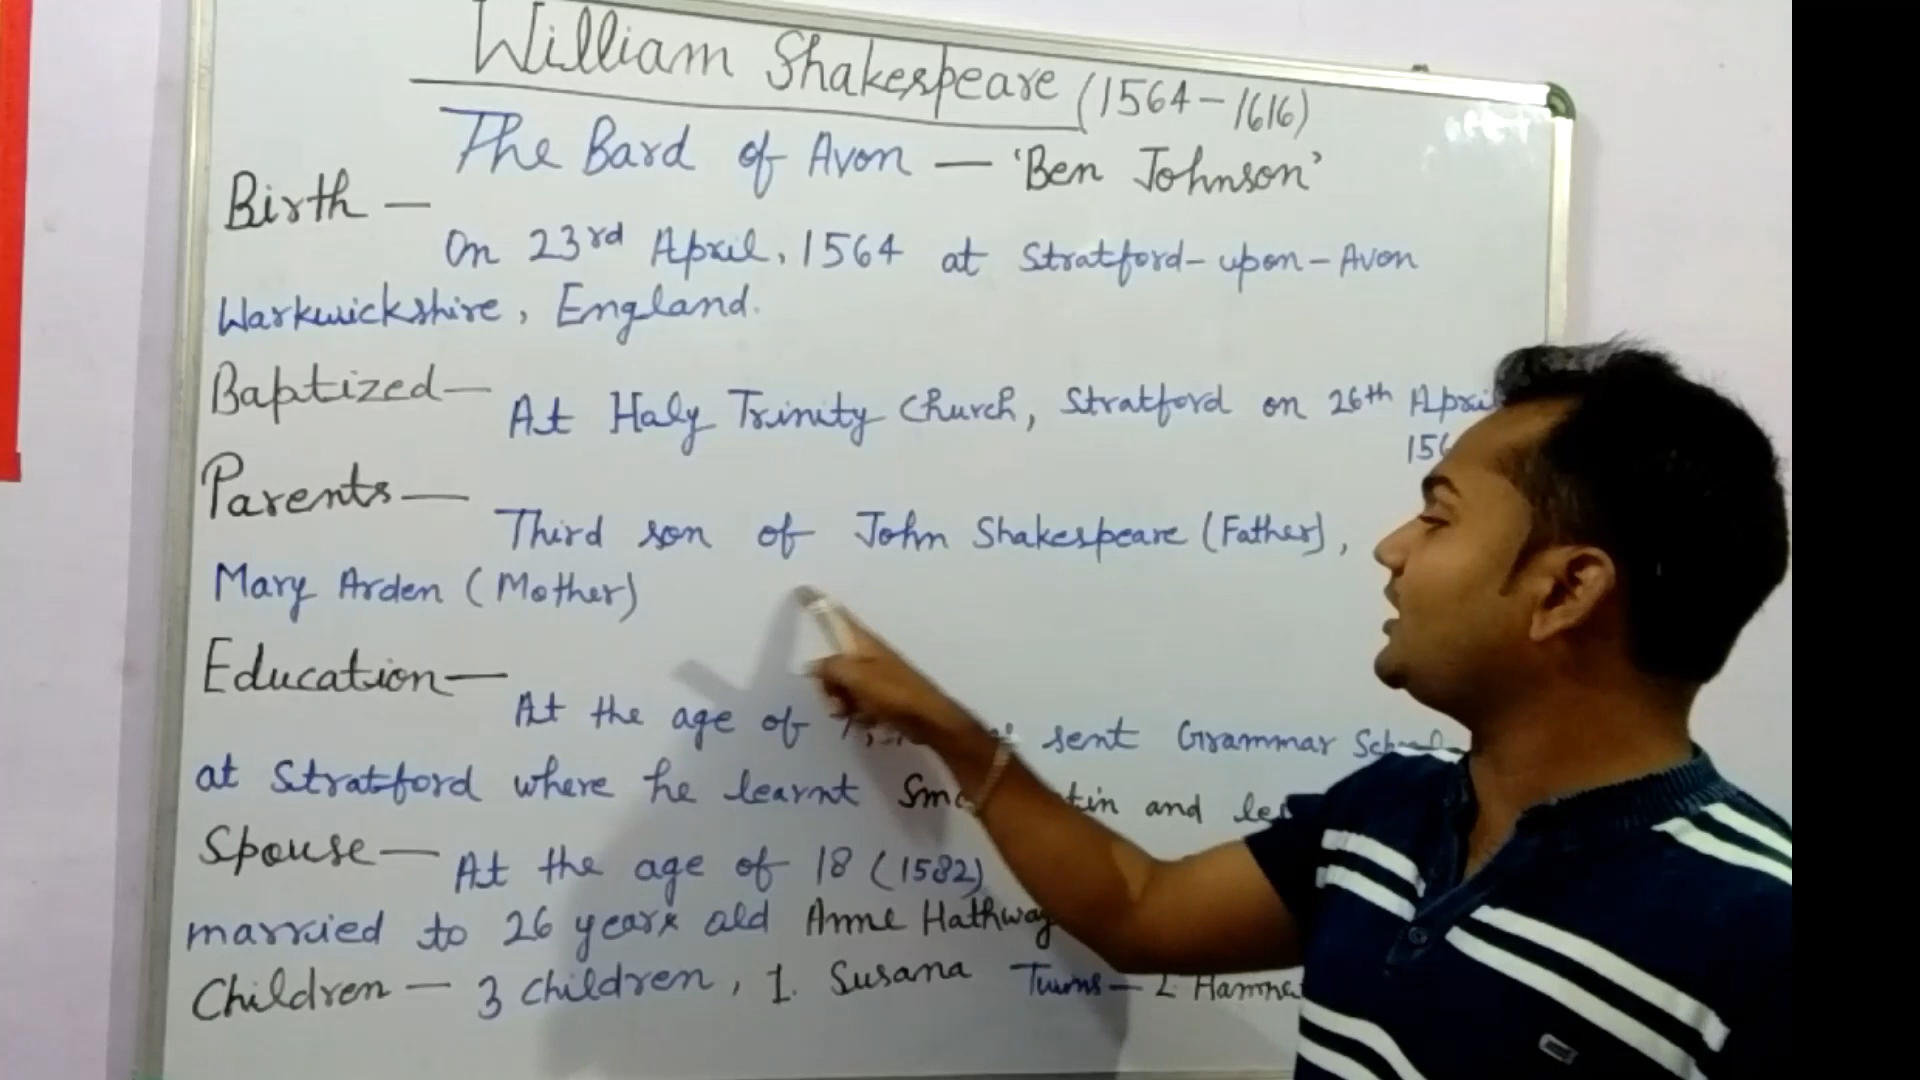 William Shakespeare (1564-1616)
The Bard of Avon — 'Ben Johnson'
Birth —
On 23rd April, 1564 at Stratford-upon-Avon
Warkwickshire, England.
Baptized —
At Haly Trinity Church, Stratford on 26th April
Parents —
Third son of John Shakespeare (Father),
Mary Arden (Mother)
Education —
At the age of sent Grammar School
at Stratford where he learnt and
Spouse — At the age of 18 (1582)
married to 26 years old Anne Hathway
Children — 3 children, 1. Susana Twins — 2